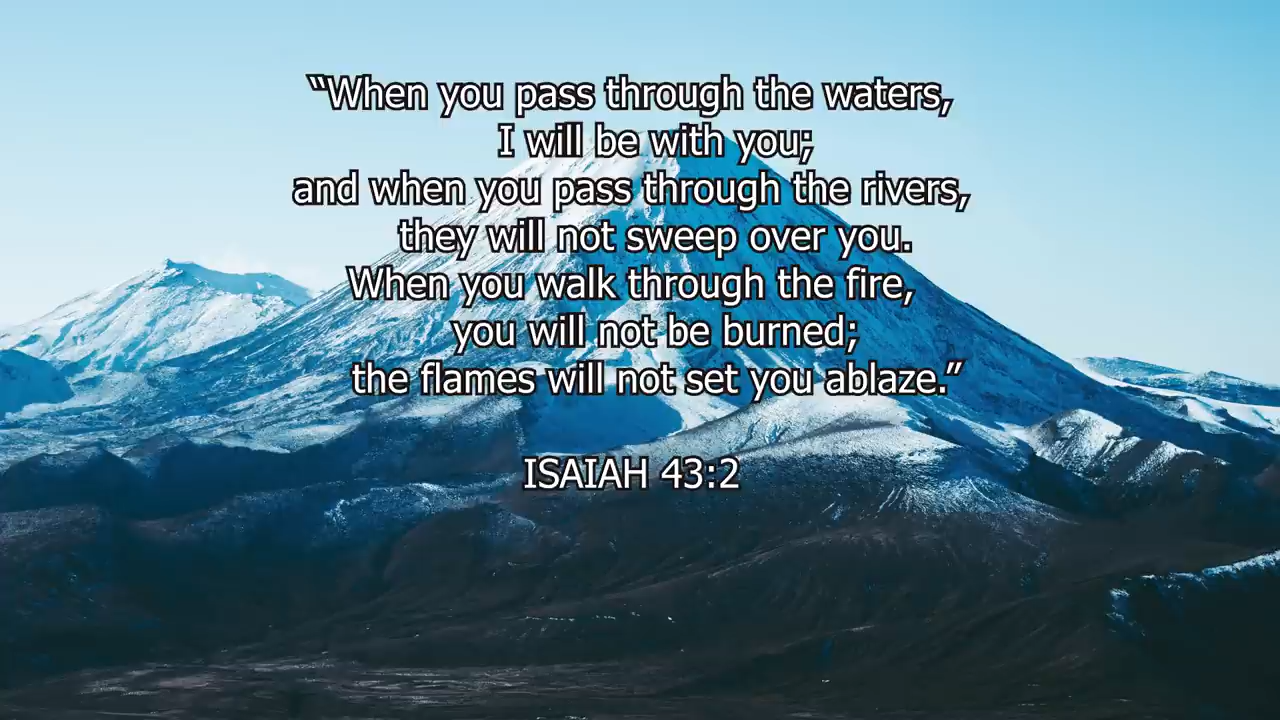 “When you pass through the waters,
I will be with you;
and when you pass through the rivers,
they will not sweep over you.
When you walk through the fire,
you will not be burned;
the flames will not set you ablaze.”
ISAIAH 43:2